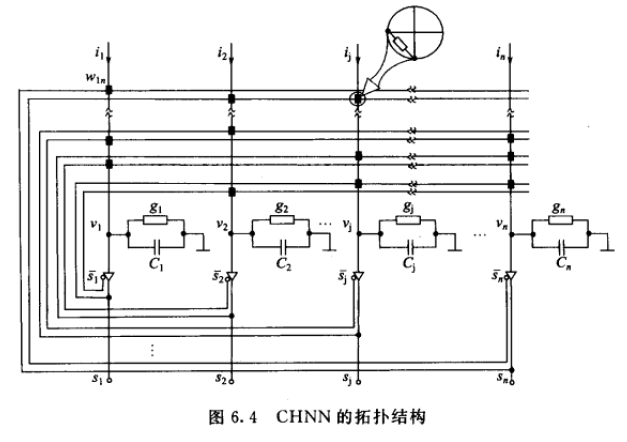 i₁ i₂ iⱼ iₙ
w₁ₙ
g₁ g₂ gⱼ gₙ
v₁ v₂ ⋯ vⱼ ⋯ vₙ
C₁ C₂ Cⱼ Cₙ
s̄₁ s̄₂ s̄ⱼ s̄ₙ
⋮
s₁ s₂ sⱼ sₙ
图 6.4 CHNN 的拓扑结构